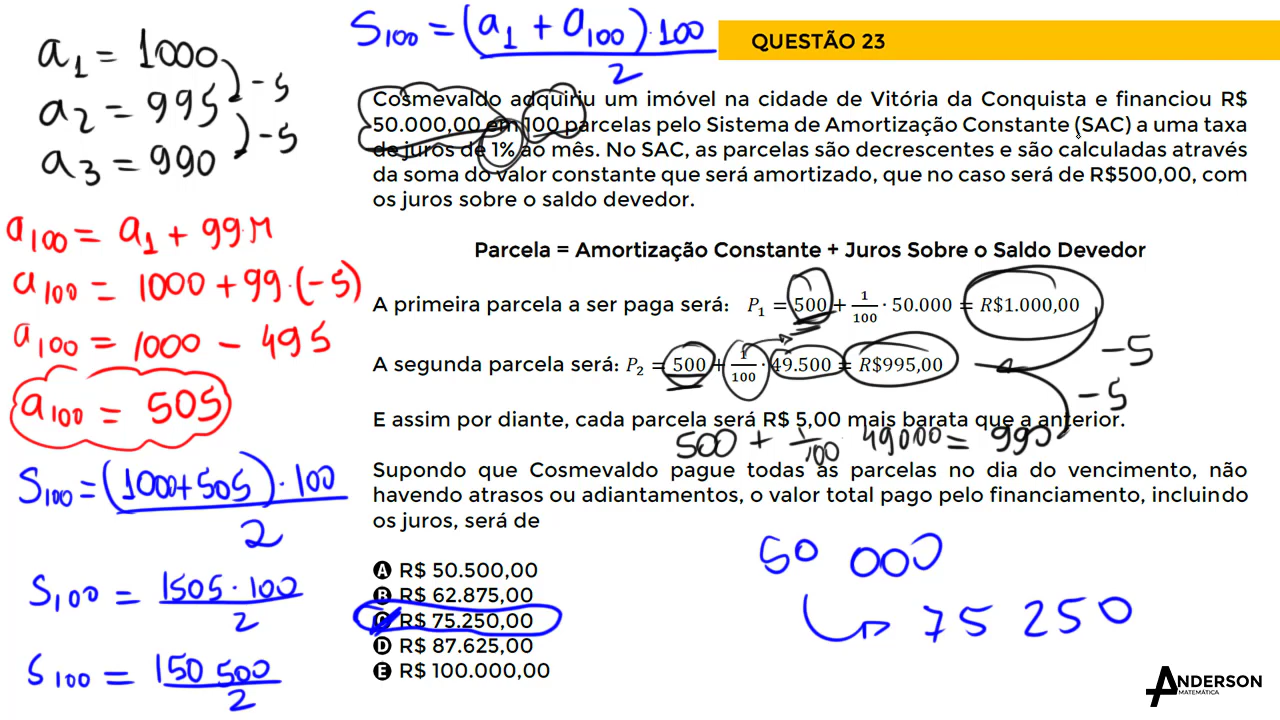 a1 = 1000
a2 = 995
a3 = 990
-5
-5
a100 = a1 + 99.r
a100 = 1000 + 99.(-5)
a100 = 1000 - 495
a100 = 505
S100 = (1000+505).100
2
S100 = 1505.100
2
S100 = 150 500
2
S100 = (a1 + a100).100
2
QUESTÃO 23
Cosmevaldo adquiriu um imóvel na cidade de Vitória da Conquista e financiou R$
50.000,00 em 100 parcelas pelo Sistema de Amortização Constante (SAC) a uma taxa
de juros de 1% ao mês. No SAC, as parcelas são decrescentes e são calculadas através
da soma do valor constante que será amortizado, que no caso será de R$500,00, com
os juros sobre o saldo devedor.
Parcela = Amortização Constante + Juros Sobre o Saldo Devedor
A primeira parcela a ser paga será: P1 = 500 + 1/100 · 50.000 = R$1.000,00
A segunda parcela será: P2 = 500 + 1/100 · 49.500 = R$995,00
-5
-5
E assim por diante, cada parcela será R$ 5,00 mais barata que a anterior.
500 + 1/100 49000 = 990
Supondo que Cosmevaldo pague todas as parcelas no dia do vencimento, não
havendo atrasos ou adiantamentos, o valor total pago pelo financiamento, incluindo
os juros, será de
A R$ 50.500,00
B R$ 62.875,00
C R$ 75.250,00
D R$ 87.625,00
E R$ 100.000,00
50 000
75 250
ANDERSON
MATEMÁTICA